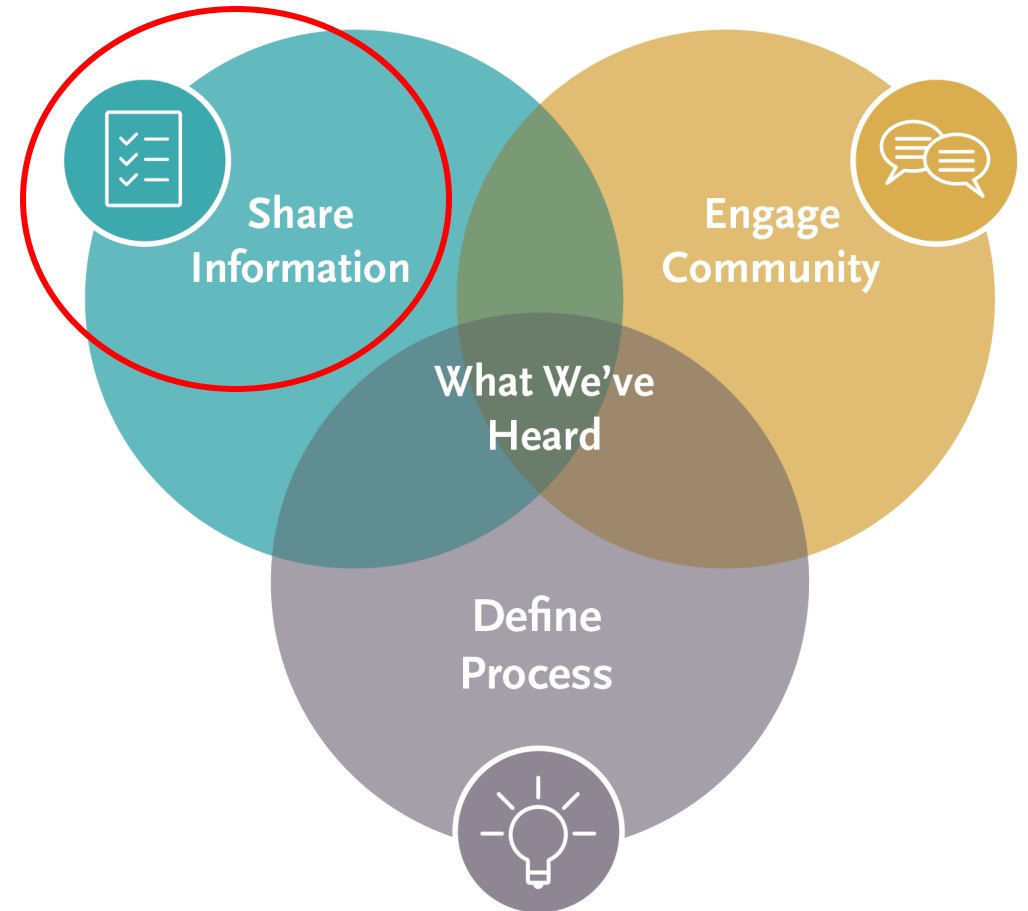 Share
Information
Engage
Community
What We've
Heard
Define
Process